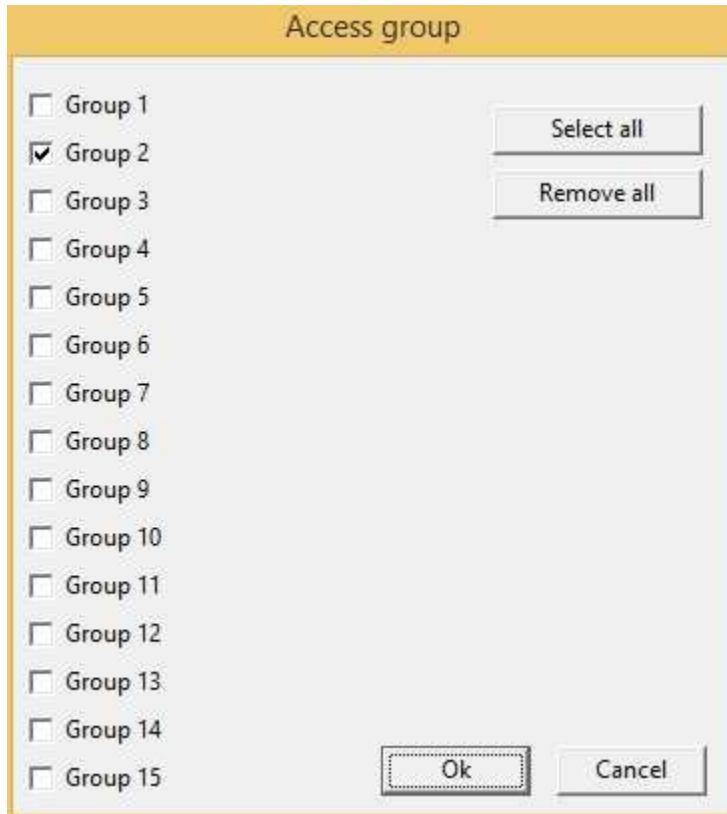 Access group
Group 1
Group 2
Group 3
Group 4
Group 5
Group 6
Group 7
Group 8
Group 9
Group 10
Group 11
Group 12
Group 13
Group 14
Group 15
Select all
Remove all
Ok
Cancel